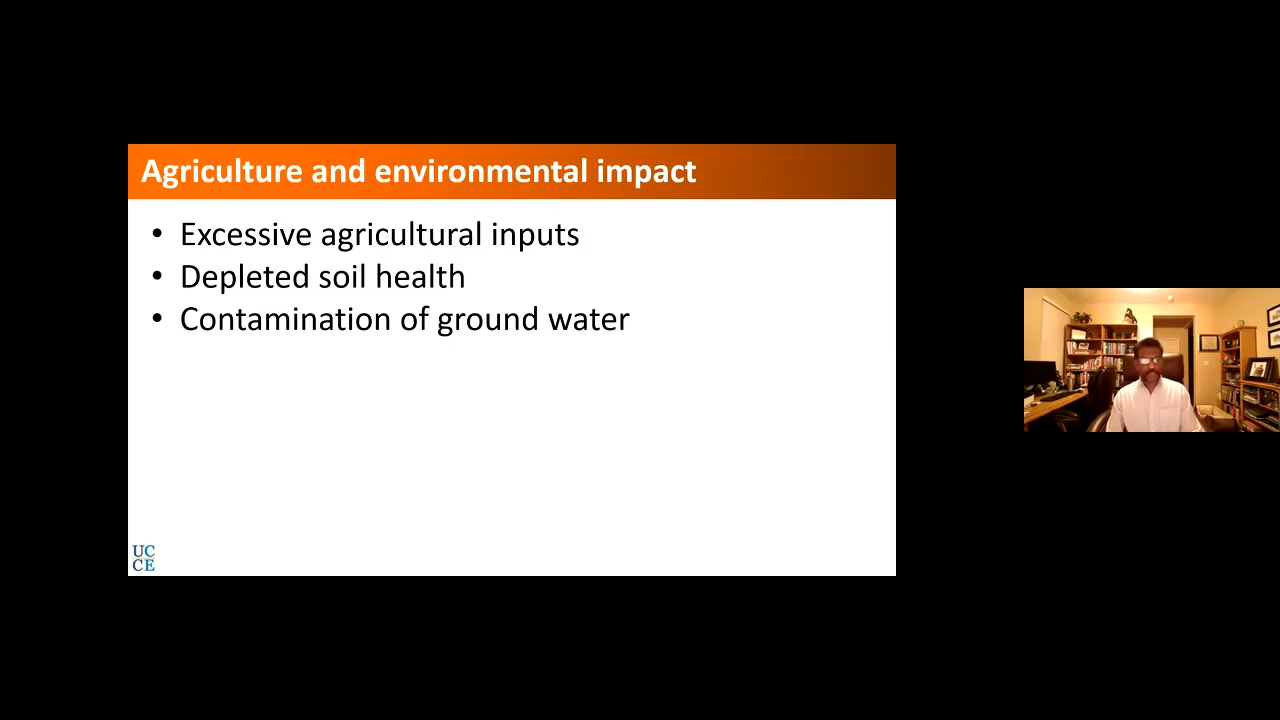 Agriculture and environmental impact
• Excessive agricultural inputs
• Depleted soil health
• Contamination of ground water
UC
CE